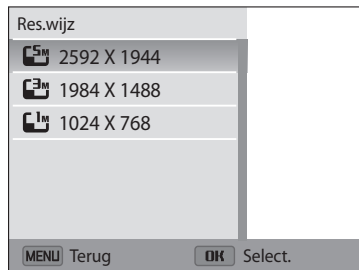 Res.wijz
5M 2592 X 1944
3M 1984 X 1488
1M 1024 X 768
MENU Terug OK Select.